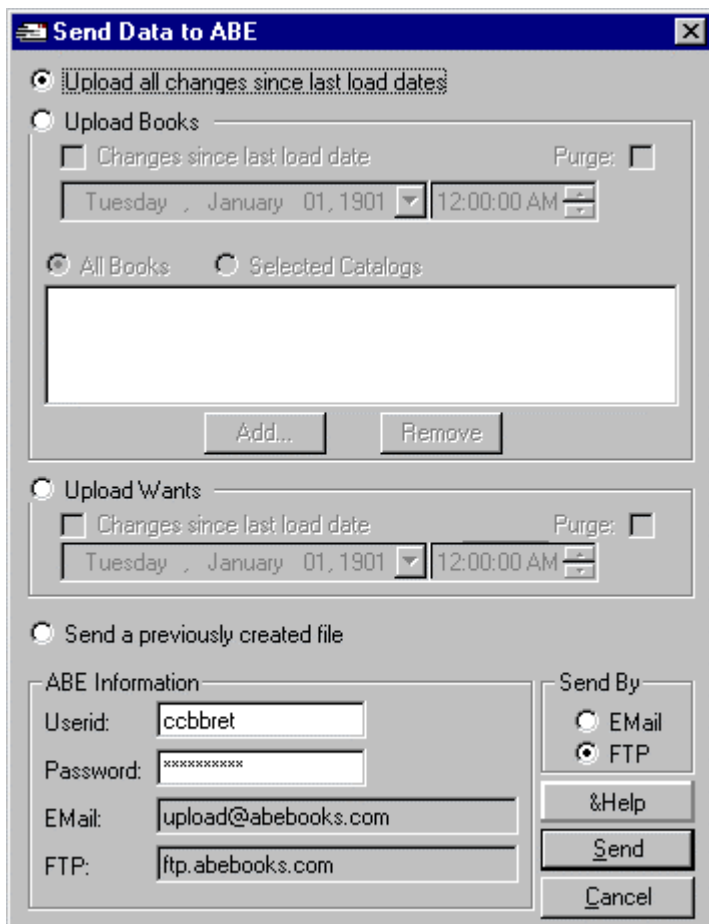 Send Data to ABE
Upload all changes since last load dates
Upload Books
Changes since last load date Purge:
Tuesday , January 01, 1901 12:00:00 AM
All Books Selected Catalogs
Add... Remove
Upload Wants
Changes since last load date Purge:
Tuesday , January 01, 1901 12:00:00 AM
Send a previously created file
ABE Information Send By
Userid: ccbbret EMail
Password: ********** FTP
EMail: upload@abebooks.com &Help
FTP: ftp.abebooks.com Send
Cancel